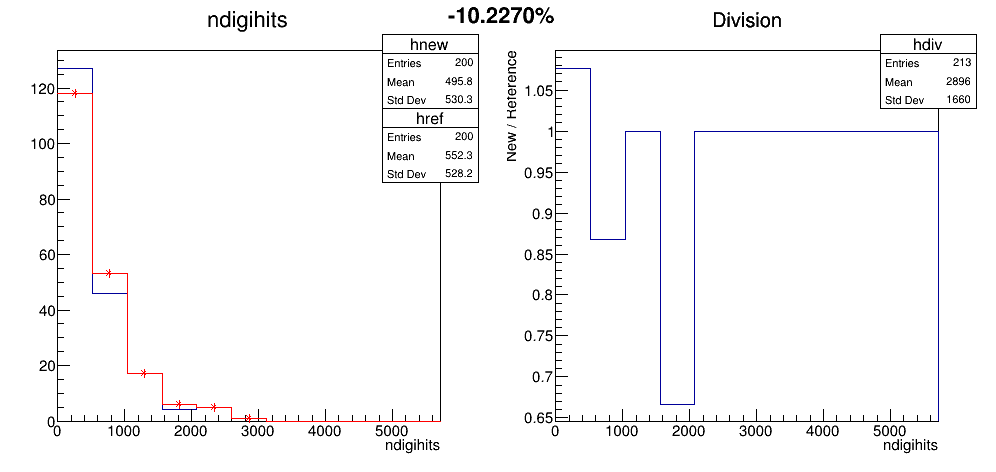 -10.2270%
ndigihits
hnew
Entries 200
Mean 495.8
Std Dev 530.3
href
Entries 200
Mean 552.3
Std Dev 528.2
120
100
80
60
40
20
0
0 1000 2000 3000 4000 5000
ndigihits
Division
hdiv
Entries 213
Mean 2896
Std Dev 1660
New / Reference
1.05
1
0.95
0.9
0.85
0.8
0.75
0.7
0.65
0 1000 2000 3000 4000 5000
ndigihits